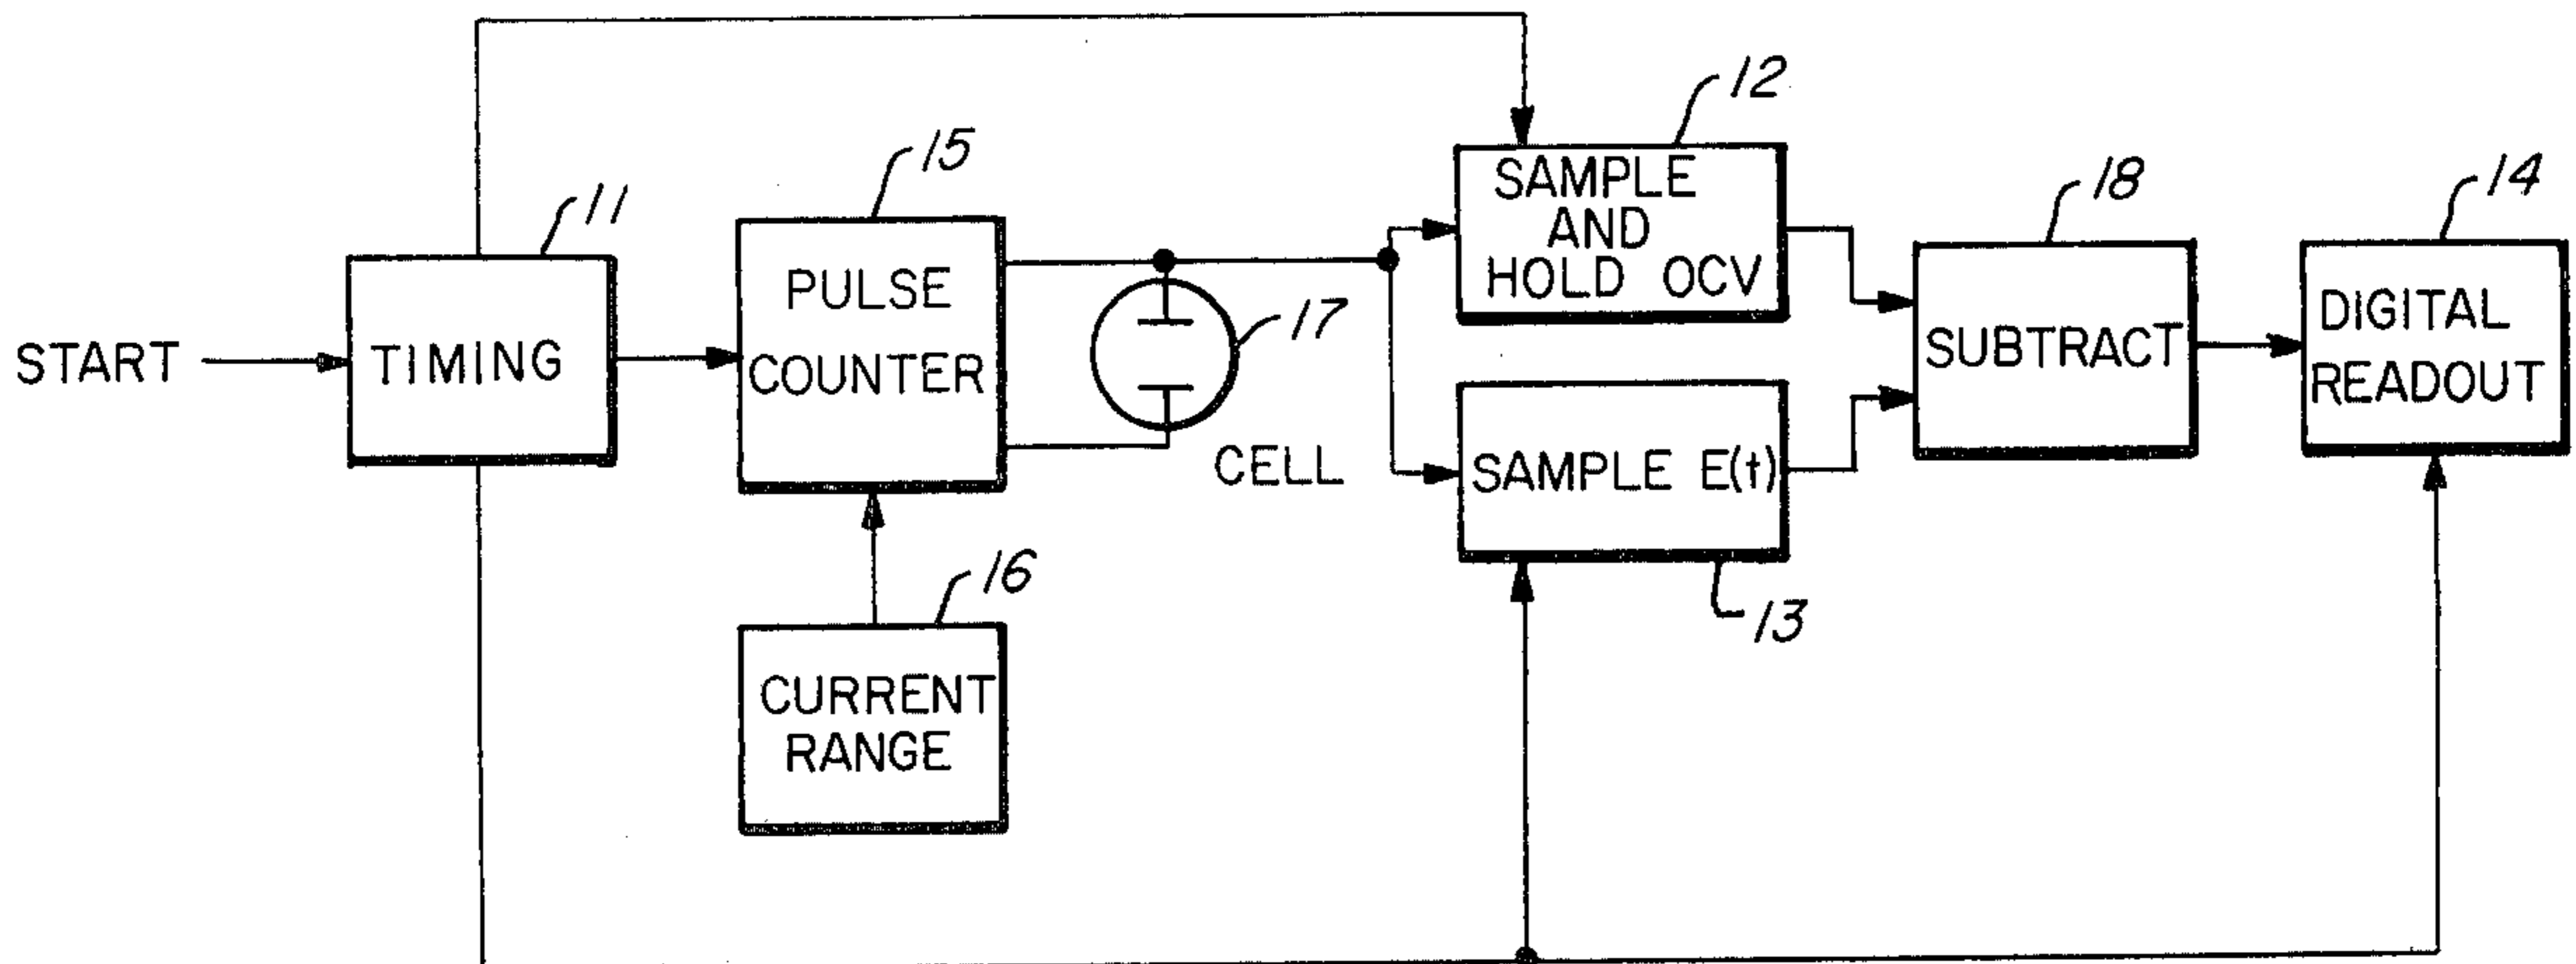 START
TIMING
11
PULSE
COUNTER
15
CURRENT
RANGE
16
CELL
17
SAMPLE
AND
HOLD OCV
12
SAMPLE E(t)
13
SUBTRACT
18
DIGITAL
READOUT
14